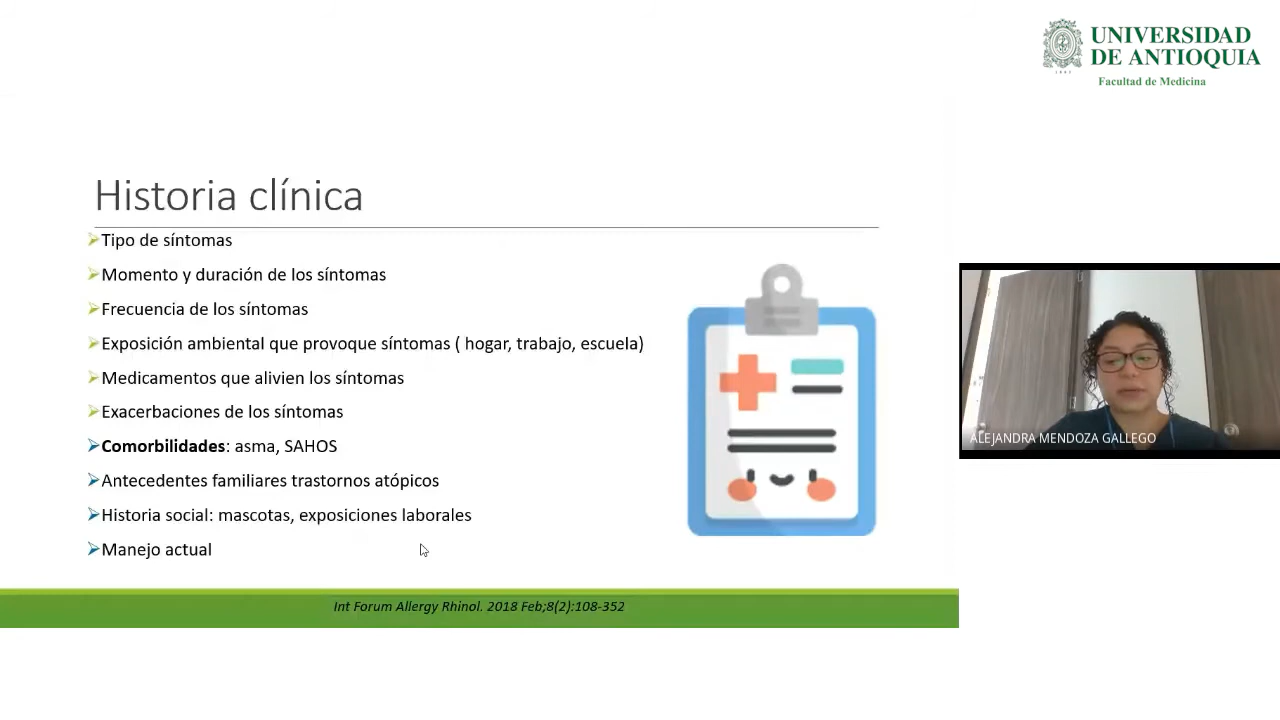 UNIVERSIDAD
DE ANTIOQUIA
1803
Facultad de Medicina
Historia clínica
Tipo de síntomas
Momento y duración de los síntomas
Frecuencia de los síntomas
Exposición ambiental que provoque síntomas ( hogar, trabajo, escuela)
Medicamentos que alivien los síntomas
Exacerbaciones de los síntomas
Comorbilidades: asma, SAHOS
Antecedentes familiares trastornos atópicos
Historia social: mascotas, exposiciones laborales
Manejo actual
ALEJANDRA MENDOZA GALLEGO
Int Forum Allergy Rhinol. 2018 Feb;8(2):108-352